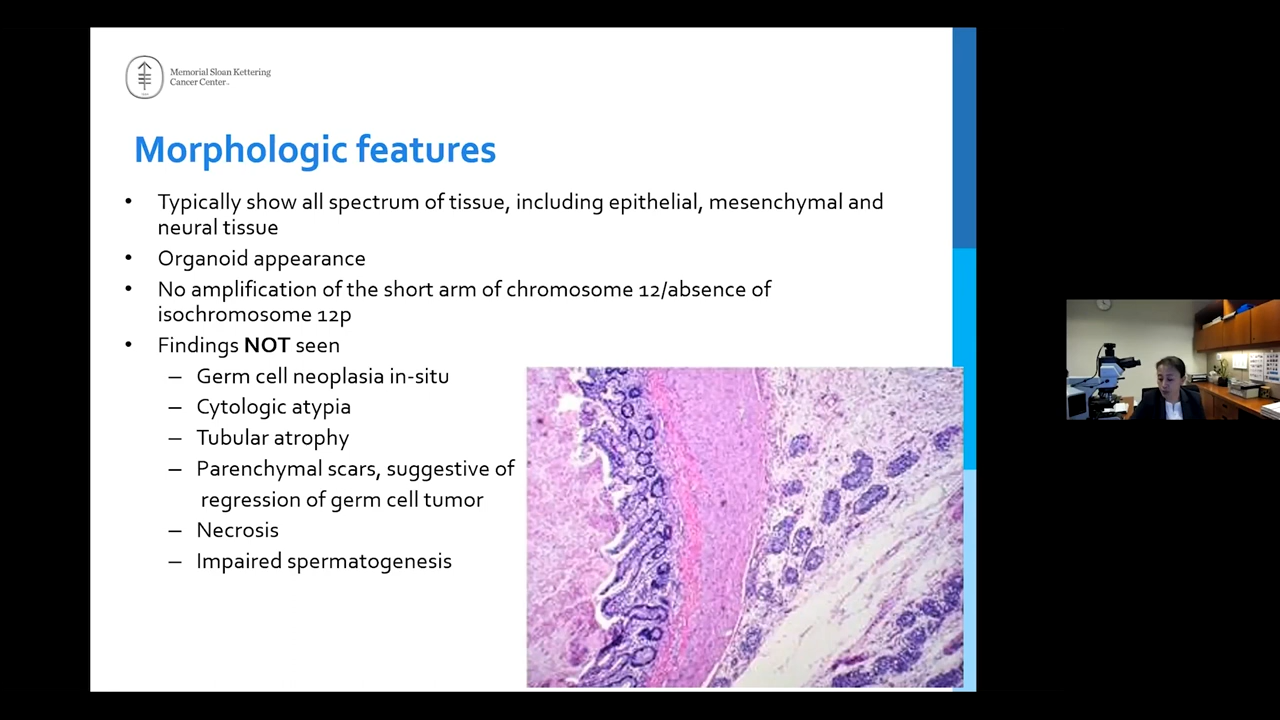 Memorial Sloan Kettering
Cancer Center
Morphologic features
• Typically show all spectrum of tissue, including epithelial, mesenchymal and
neural tissue
• Organoid appearance
• No amplification of the short arm of chromosome 12/absence of
isochromosome 12p
• Findings NOT seen
– Germ cell neoplasia in-situ
– Cytologic atypia
– Tubular atrophy
– Parenchymal scars, suggestive of
regression of germ cell tumor
– Necrosis
– Impaired spermatogenesis